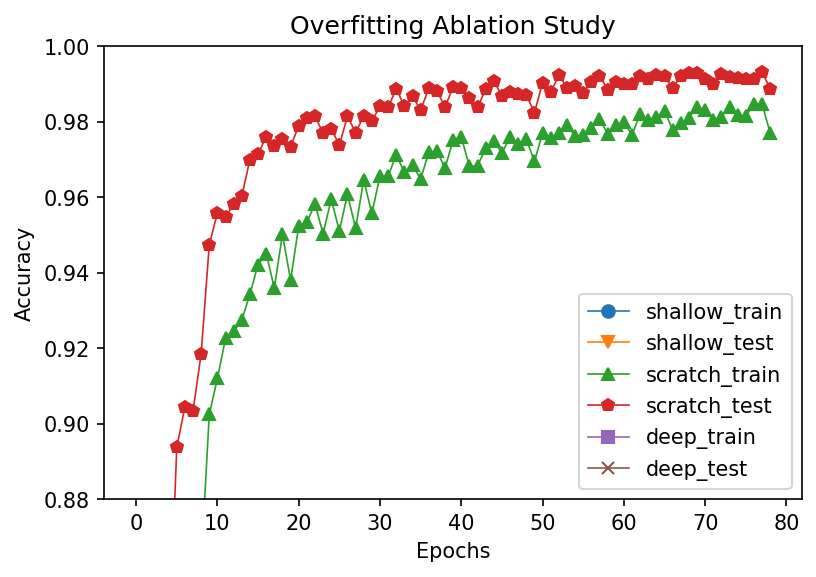 Overfitting Ablation Study
1.00
0.98
0.96
0.94
0.92
0.90
0.88
Accuracy
shallow_train
shallow_test
scratch_train
scratch_test
deep_train
deep_test
0 10 20 30 40 50 60 70 80
Epochs